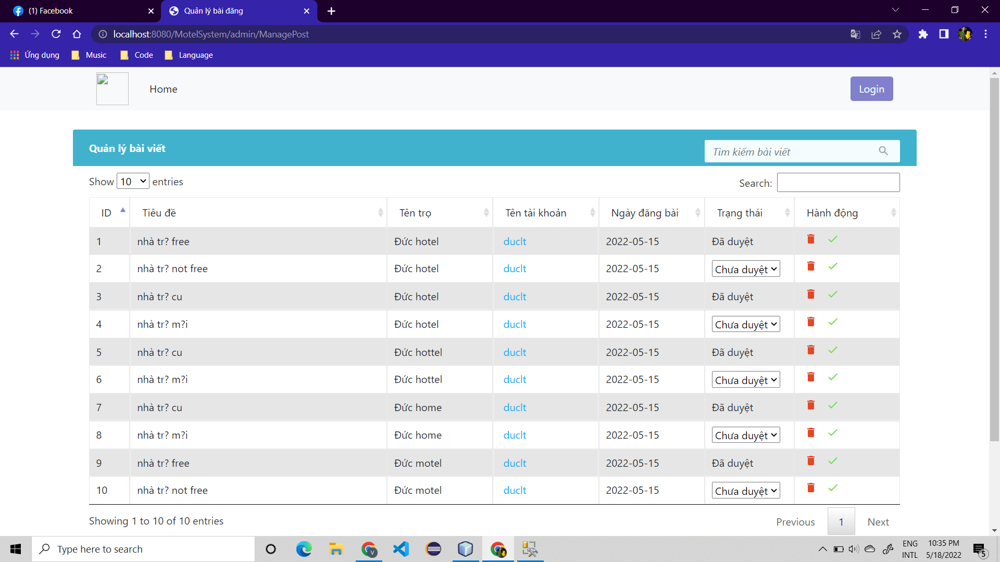 (1) Facebook
Quản lý bài đăng
localhost:8080/MotelSystem/admin/ManagePost
Ứng dụng Music Code Language
Home Login
Quản lý bài viết Tìm kiếm bài viết
Show 10 entries Search:
ID Tiêu đề Tên trọ Tên tài khoản Ngày đăng bài Trạng thái Hành động
1 nhà tr? free Đức hotel duclt 2022-05-15 Đã duyệt
2 nhà tr? not free Đức hotel duclt 2022-05-15 Chưa duyệt
3 nhà tr? cu Đức hotel duclt 2022-05-15 Đã duyệt
4 nhà tr? m?i Đức hotel duclt 2022-05-15 Chưa duyệt
5 nhà tr? cu Đức hottel duclt 2022-05-15 Đã duyệt
6 nhà tr? m?i Đức hottel duclt 2022-05-15 Chưa duyệt
7 nhà tr? cu Đức home duclt 2022-05-15 Đã duyệt
8 nhà tr? m?i Đức home duclt 2022-05-15 Chưa duyệt
9 nhà tr? free Đức motel duclt 2022-05-15 Đã duyệt
10 nhà tr? not free Đức motel duclt 2022-05-15 Chưa duyệt
Showing 1 to 10 of 10 entries Previous 1 Next
Type here to search
V
ENG
INTL
10:35 PM
5/18/2022
5